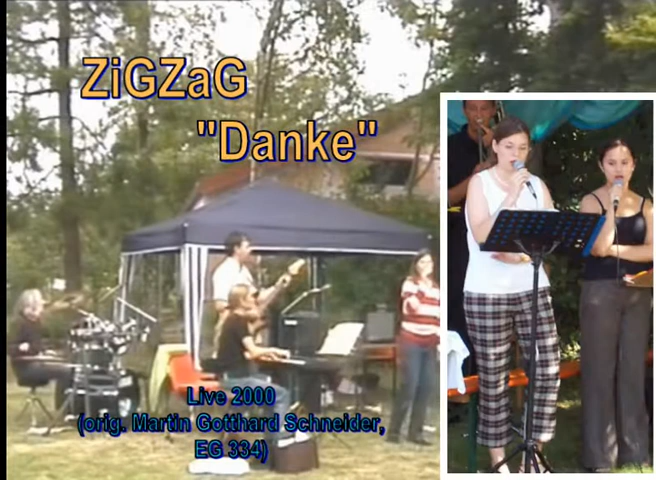 ZiGZaG
"Danke"
Live 2000
(orig. Martin Gotthard Schneider,
EG 334)